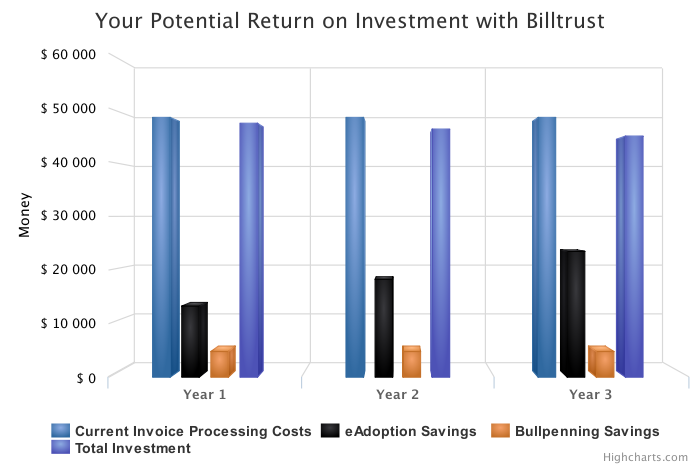 Your Potential Return on Investment with Billtrust
$ 60 000
$ 50 000
$ 40 000
$ 30 000
$ 20 000
$ 10 000
$ 0
Money
Year 1 Year 2 Year 3
Current Invoice Processing Costs eAdoption Savings Bullpenning Savings
Total Investment
Highcharts.com